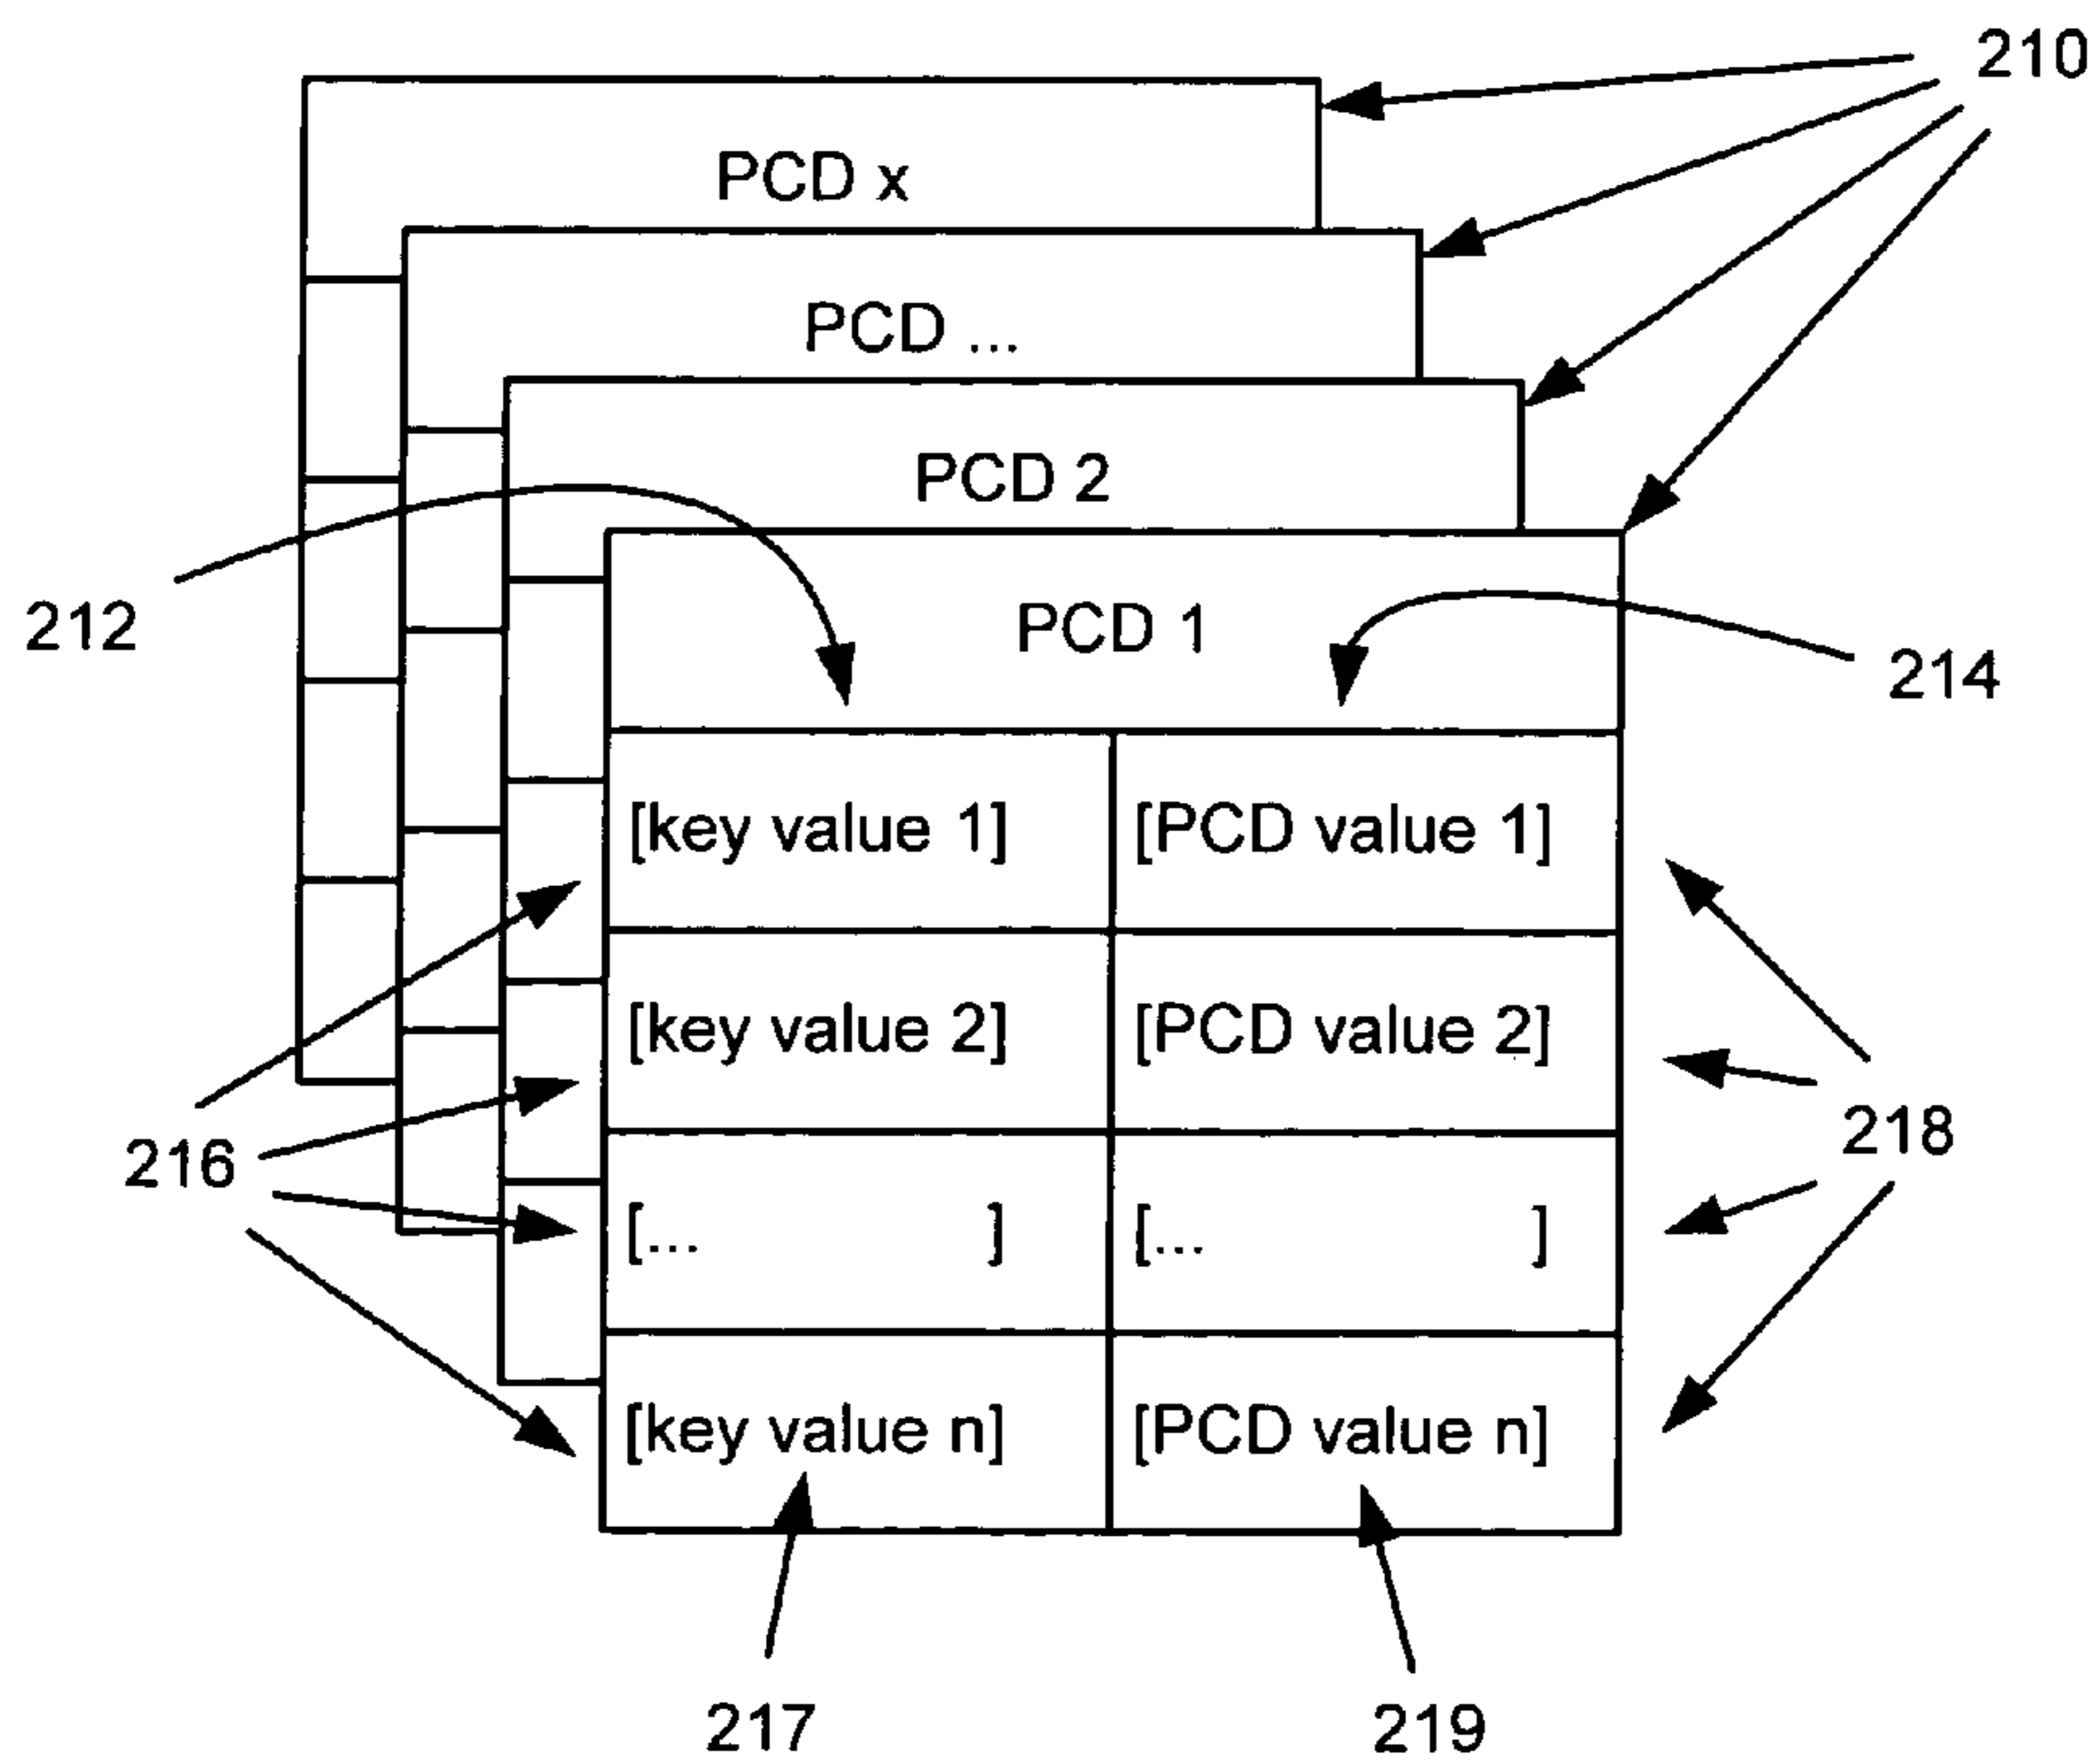 210
PCD x
PCD ...
PCD 2
212
PCD 1
214
[key value 1] [PCD value 1]
[key value 2] [PCD value 2]
216
218
[... ] [... ]
[key value n] [PCD value n]
217
219